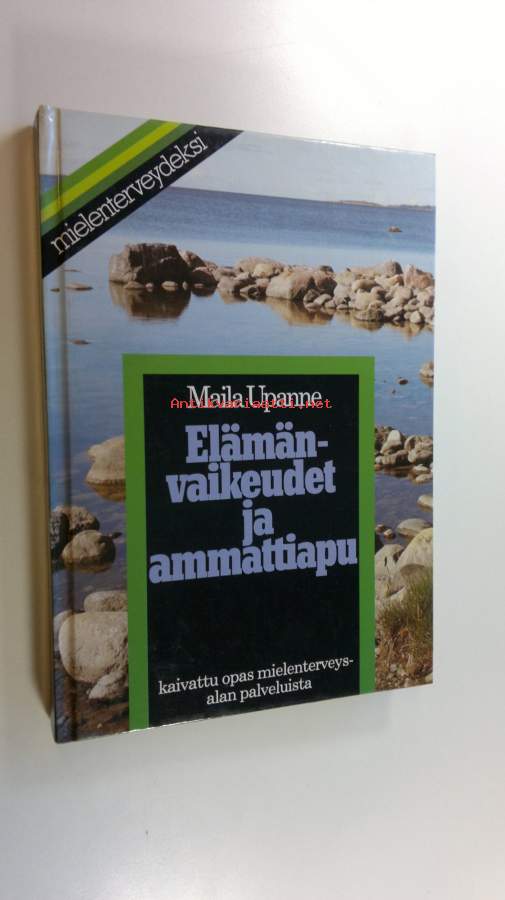 mielenterveydeksi
Maila Upanne
Antikvariaatti.net
Elämän-
vaikeudet
ja
ammattiapu
kaivattu opas mielenterveys-
alan palveluista